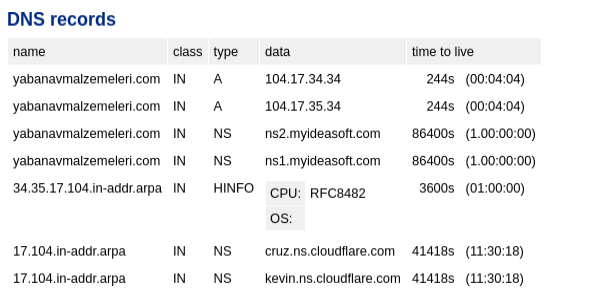 DNS records
name class type data time to live
yabanavmalzemeleri.com IN A 104.17.34.34 244s (00:04:04)
yabanavmalzemeleri.com IN A 104.17.35.34 244s (00:04:04)
yabanavmalzemeleri.com IN NS ns2.myideasoft.com 86400s (1.00:00:00)
yabanavmalzemeleri.com IN NS ns1.myideasoft.com 86400s (1.00:00:00)
34.35.17.104.in-addr.arpa IN HINFO CPU: RFC8482 3600s (01:00:00)
OS:
17.104.in-addr.arpa IN NS cruz.ns.cloudflare.com 41418s (11:30:18)
17.104.in-addr.arpa IN NS kevin.ns.cloudflare.com 41418s (11:30:18)